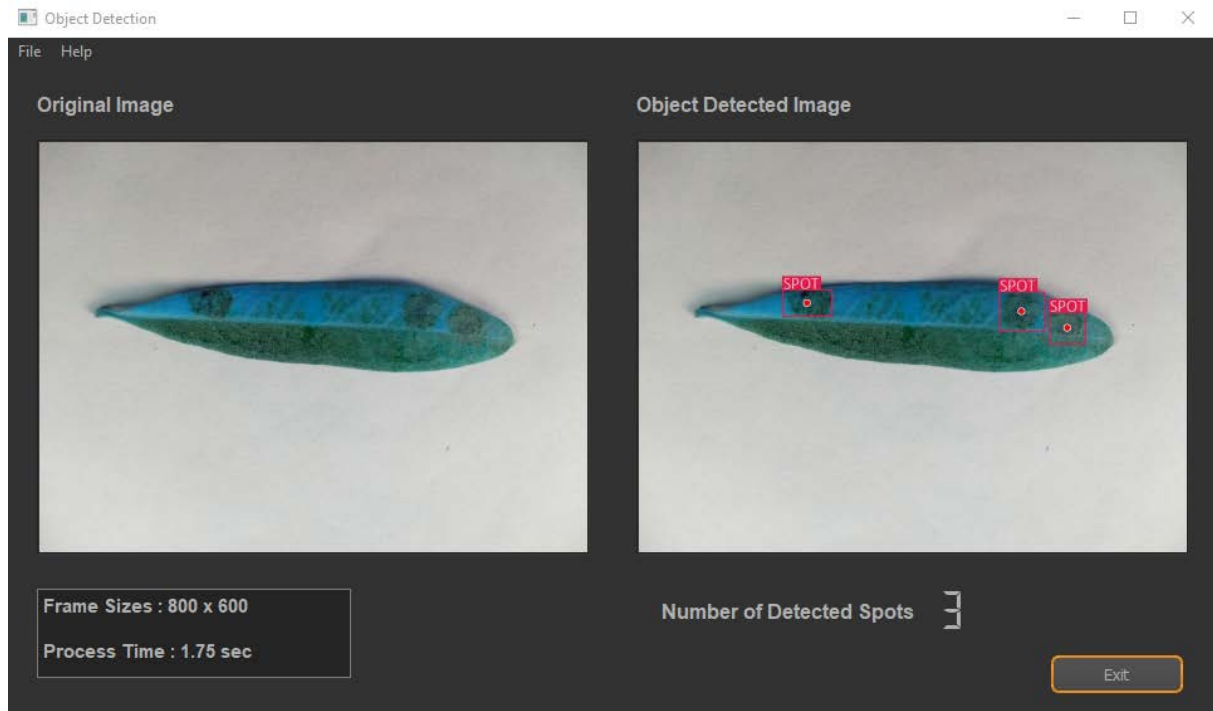 Object Detection
File Help
Original Image
Object Detected Image
SPOT
SPOT
SPOT
Frame Sizes : 800 x 600
Process Time : 1.75 sec
Number of Detected Spots 3
Exit